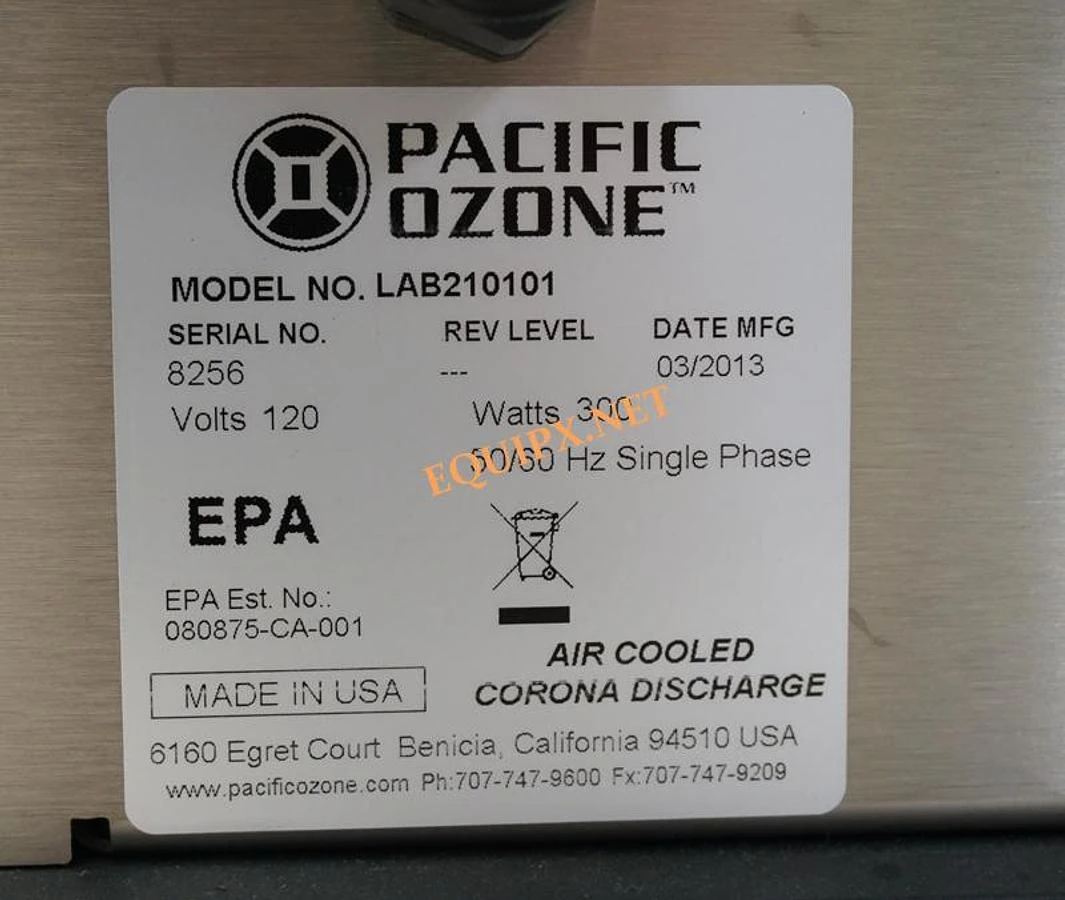 PACIFIC
OZONE™
MODEL NO. LAB210101
SERIAL NO. REV LEVEL DATE MFG
8256 --- 03/2013
Volts 120 Watts 300
50/60 Hz Single Phase
EQUIPX.NET
EPA
EPA Est. No.:
080875-CA-001
AIR COOLED
MADE IN USA CORONA DISCHARGE
6160 Egret Court Benicia, California 94510 USA
www.pacificozone.com Ph:707-747-9600 Fx:707-747-9209